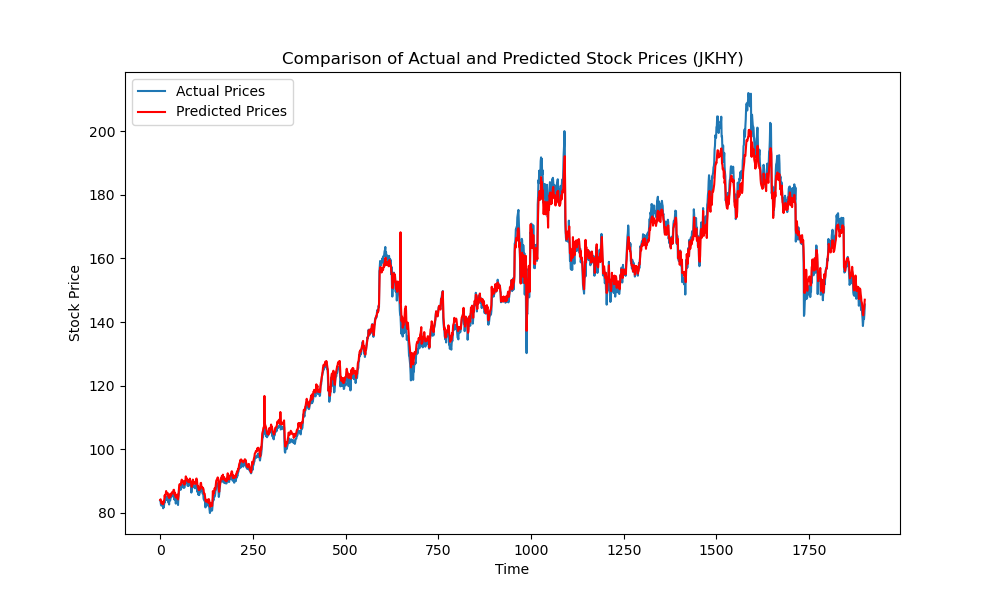 Comparison of Actual and Predicted Stock Prices (JKHY)
Actual Prices
Predicted Prices
200
180
160
140
120
100
80
Stock Price
0 250 500 750 1000 1250 1500 1750
Time